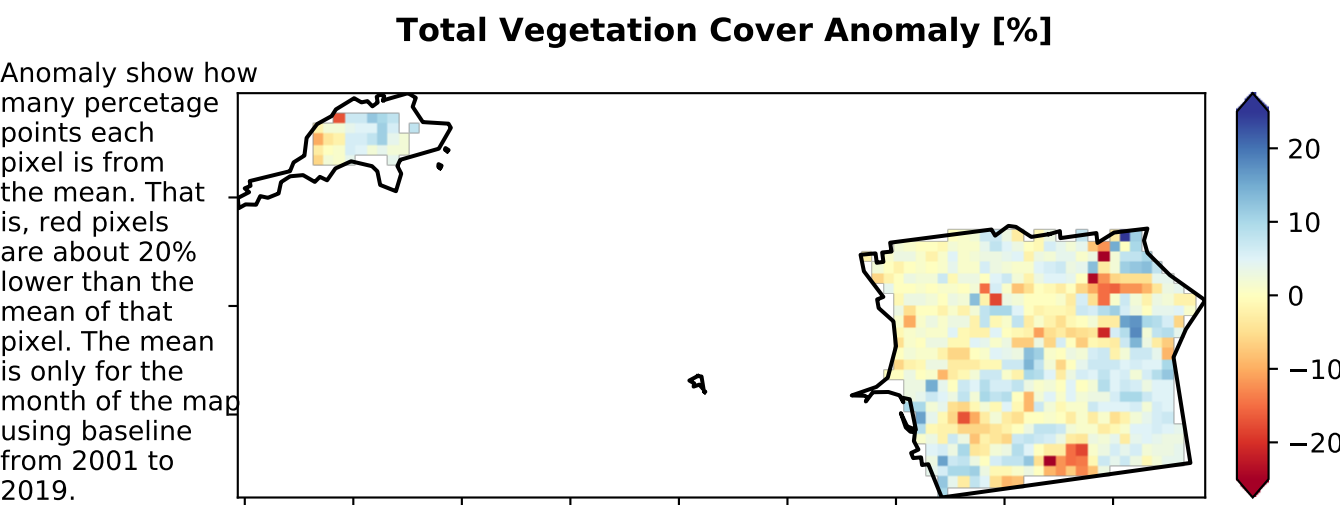 Total Vegetation Cover Anomaly [%]
Anomaly show how
many percetage
points each
pixel is from
the mean. That
is, red pixels
are about 20%
lower than the
mean of that
pixel. The mean
is only for the
month of the map
using baseline
from 2001 to
2019.
20
10
0
−10
−20